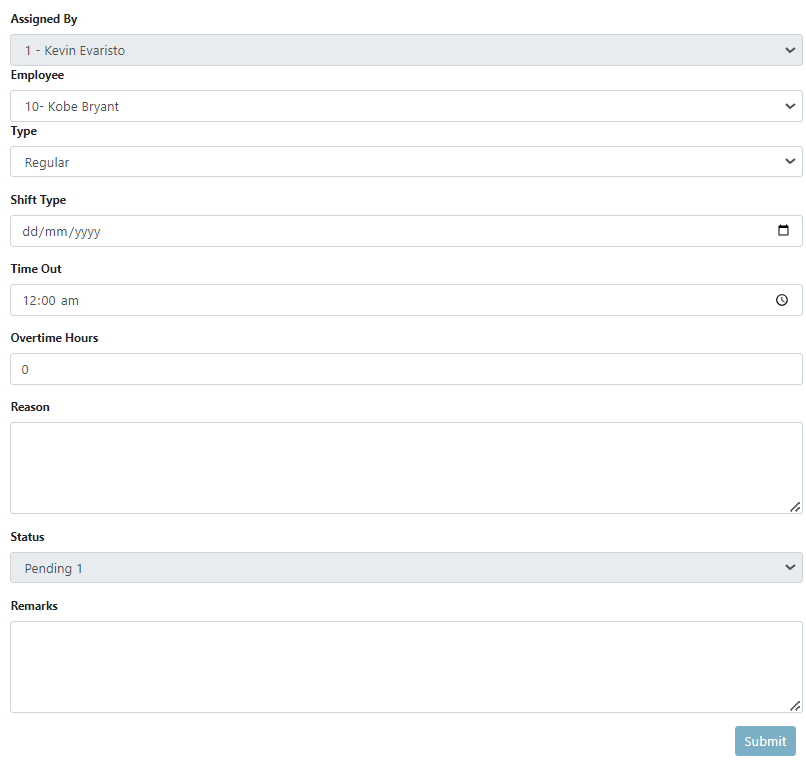 Assigned By
1 - Kevin Evaristo
Employee
10- Kobe Bryant
Type
Regular
Shift Type
dd/mm/yyyy
Time Out
12:00 am
Overtime Hours
0
Reason
Status
Pending 1
Remarks
Submit